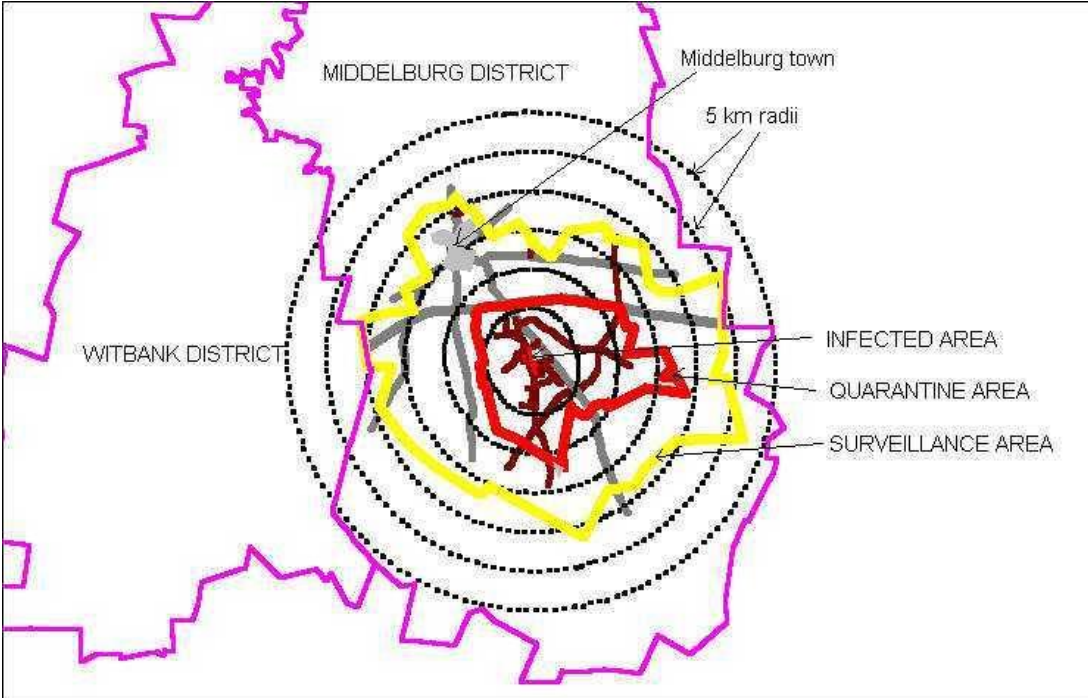 Middelburg town
MIDDELBURG DISTRICT
5 km radii
INFECTED AREA
WITBANK DISTRICT
QUARANTINE AREA
SURVEILLANCE AREA